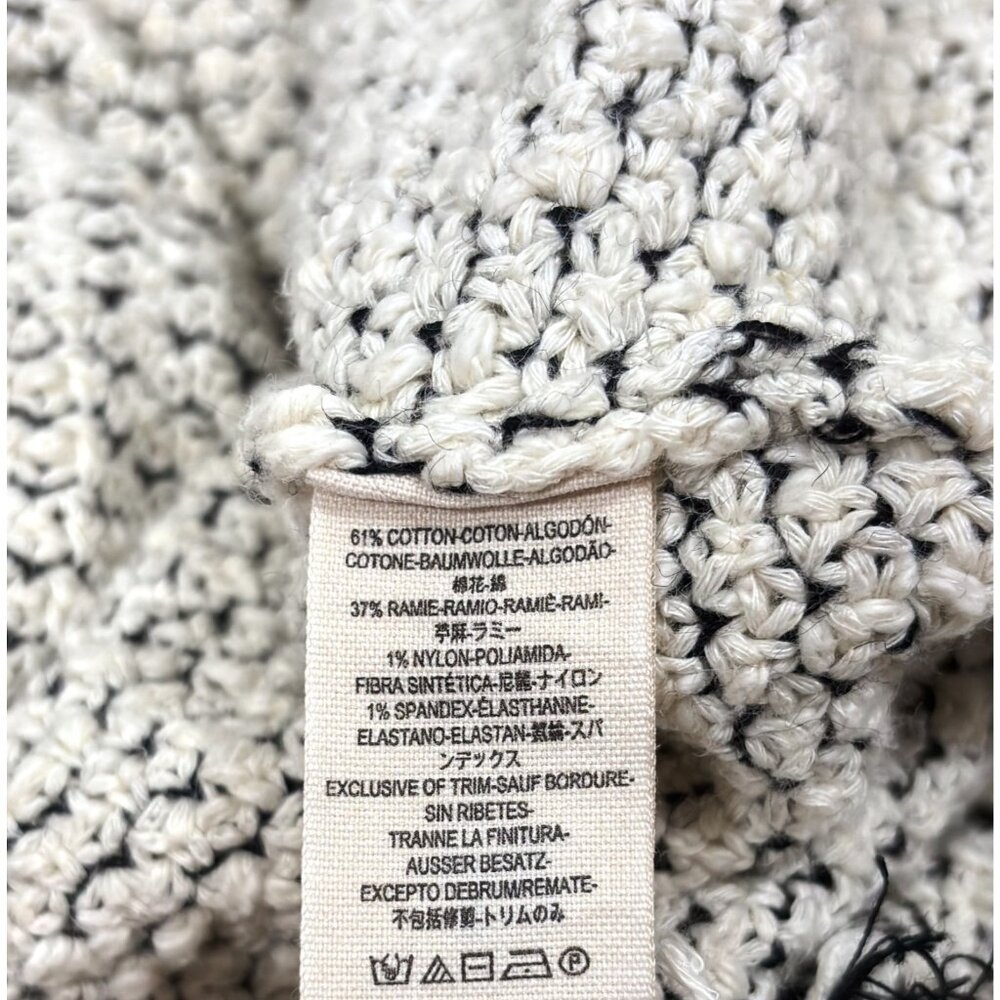 61% COTTON-COTON-ALGODÓN-
COTONE-BAUMWOLLE-ALGODÃO-
棉花-綿
37% RAMIE-RAMIO-RAMIÈ-RAMI-
苧麻-ラミー
1% NYLON-POLIAMIDA-
FIBRA SINTÉTICA-尼龍-ナイロン
1% SPANDEX-ÉLASTHANNE-
ELASTANO-ELASTAN-氨綸-スパ
ンデックス
EXCLUSIVE OF TRIM-SAUF BORDURE-
SIN RIBETES-
TRANNE LA FINITURA-
AUSSER BESATZ-
EXCEPTO DEBRUM/REMATE-
不包括修剪-トリムのみ
P